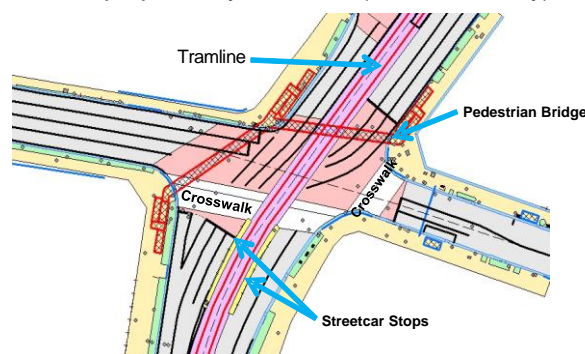 Tramline
Pedestrian Bridge
Crosswalk
Crosswalk
Streetcar Stops